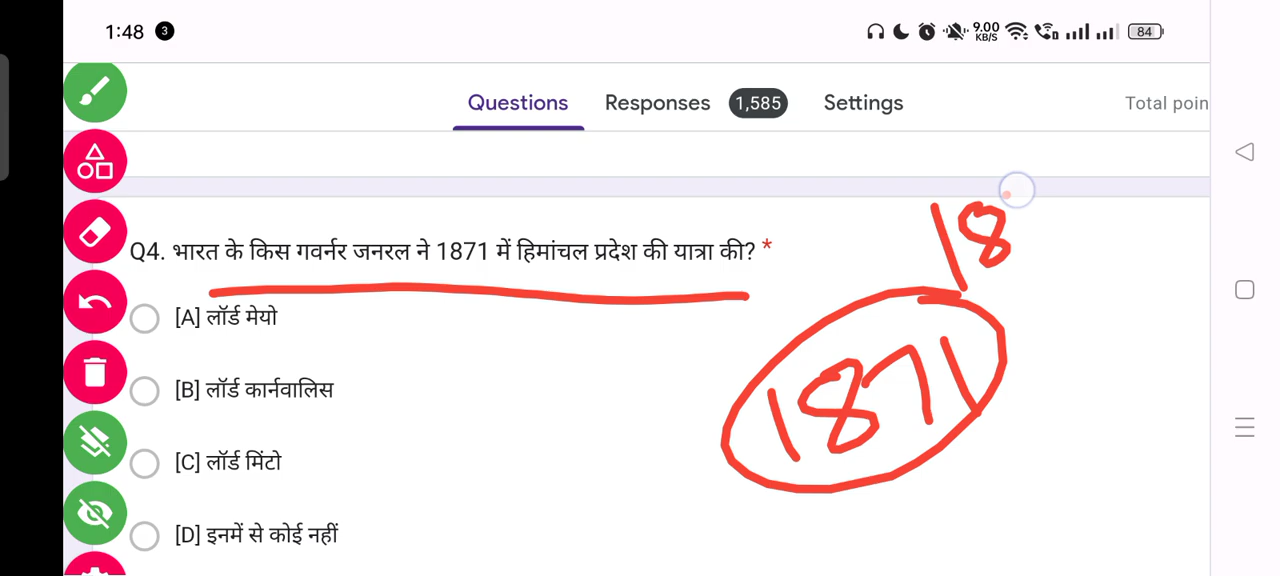 1:48 3 9.00 KB/S 84
Questions Responses 1,585 Settings Total poin
18
Q4. भारत के किस गवर्नर जनरल ने 1871 में हिमांचल प्रदेश की यात्रा की? *
[A] लॉर्ड मेयो
1871
[B] लॉर्ड कार्नवालिस
[C] लॉर्ड मिंटो
[D] इनमें से कोई नहीं